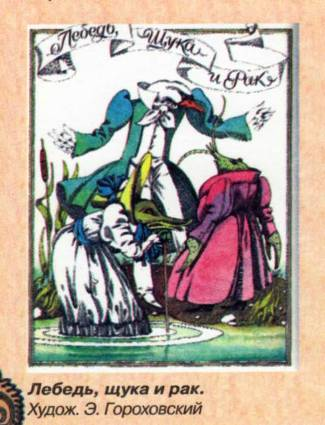 Лебедь,
Щука
и Рак
Лебедь, щука и рак.
Худож. Э. Гороховский